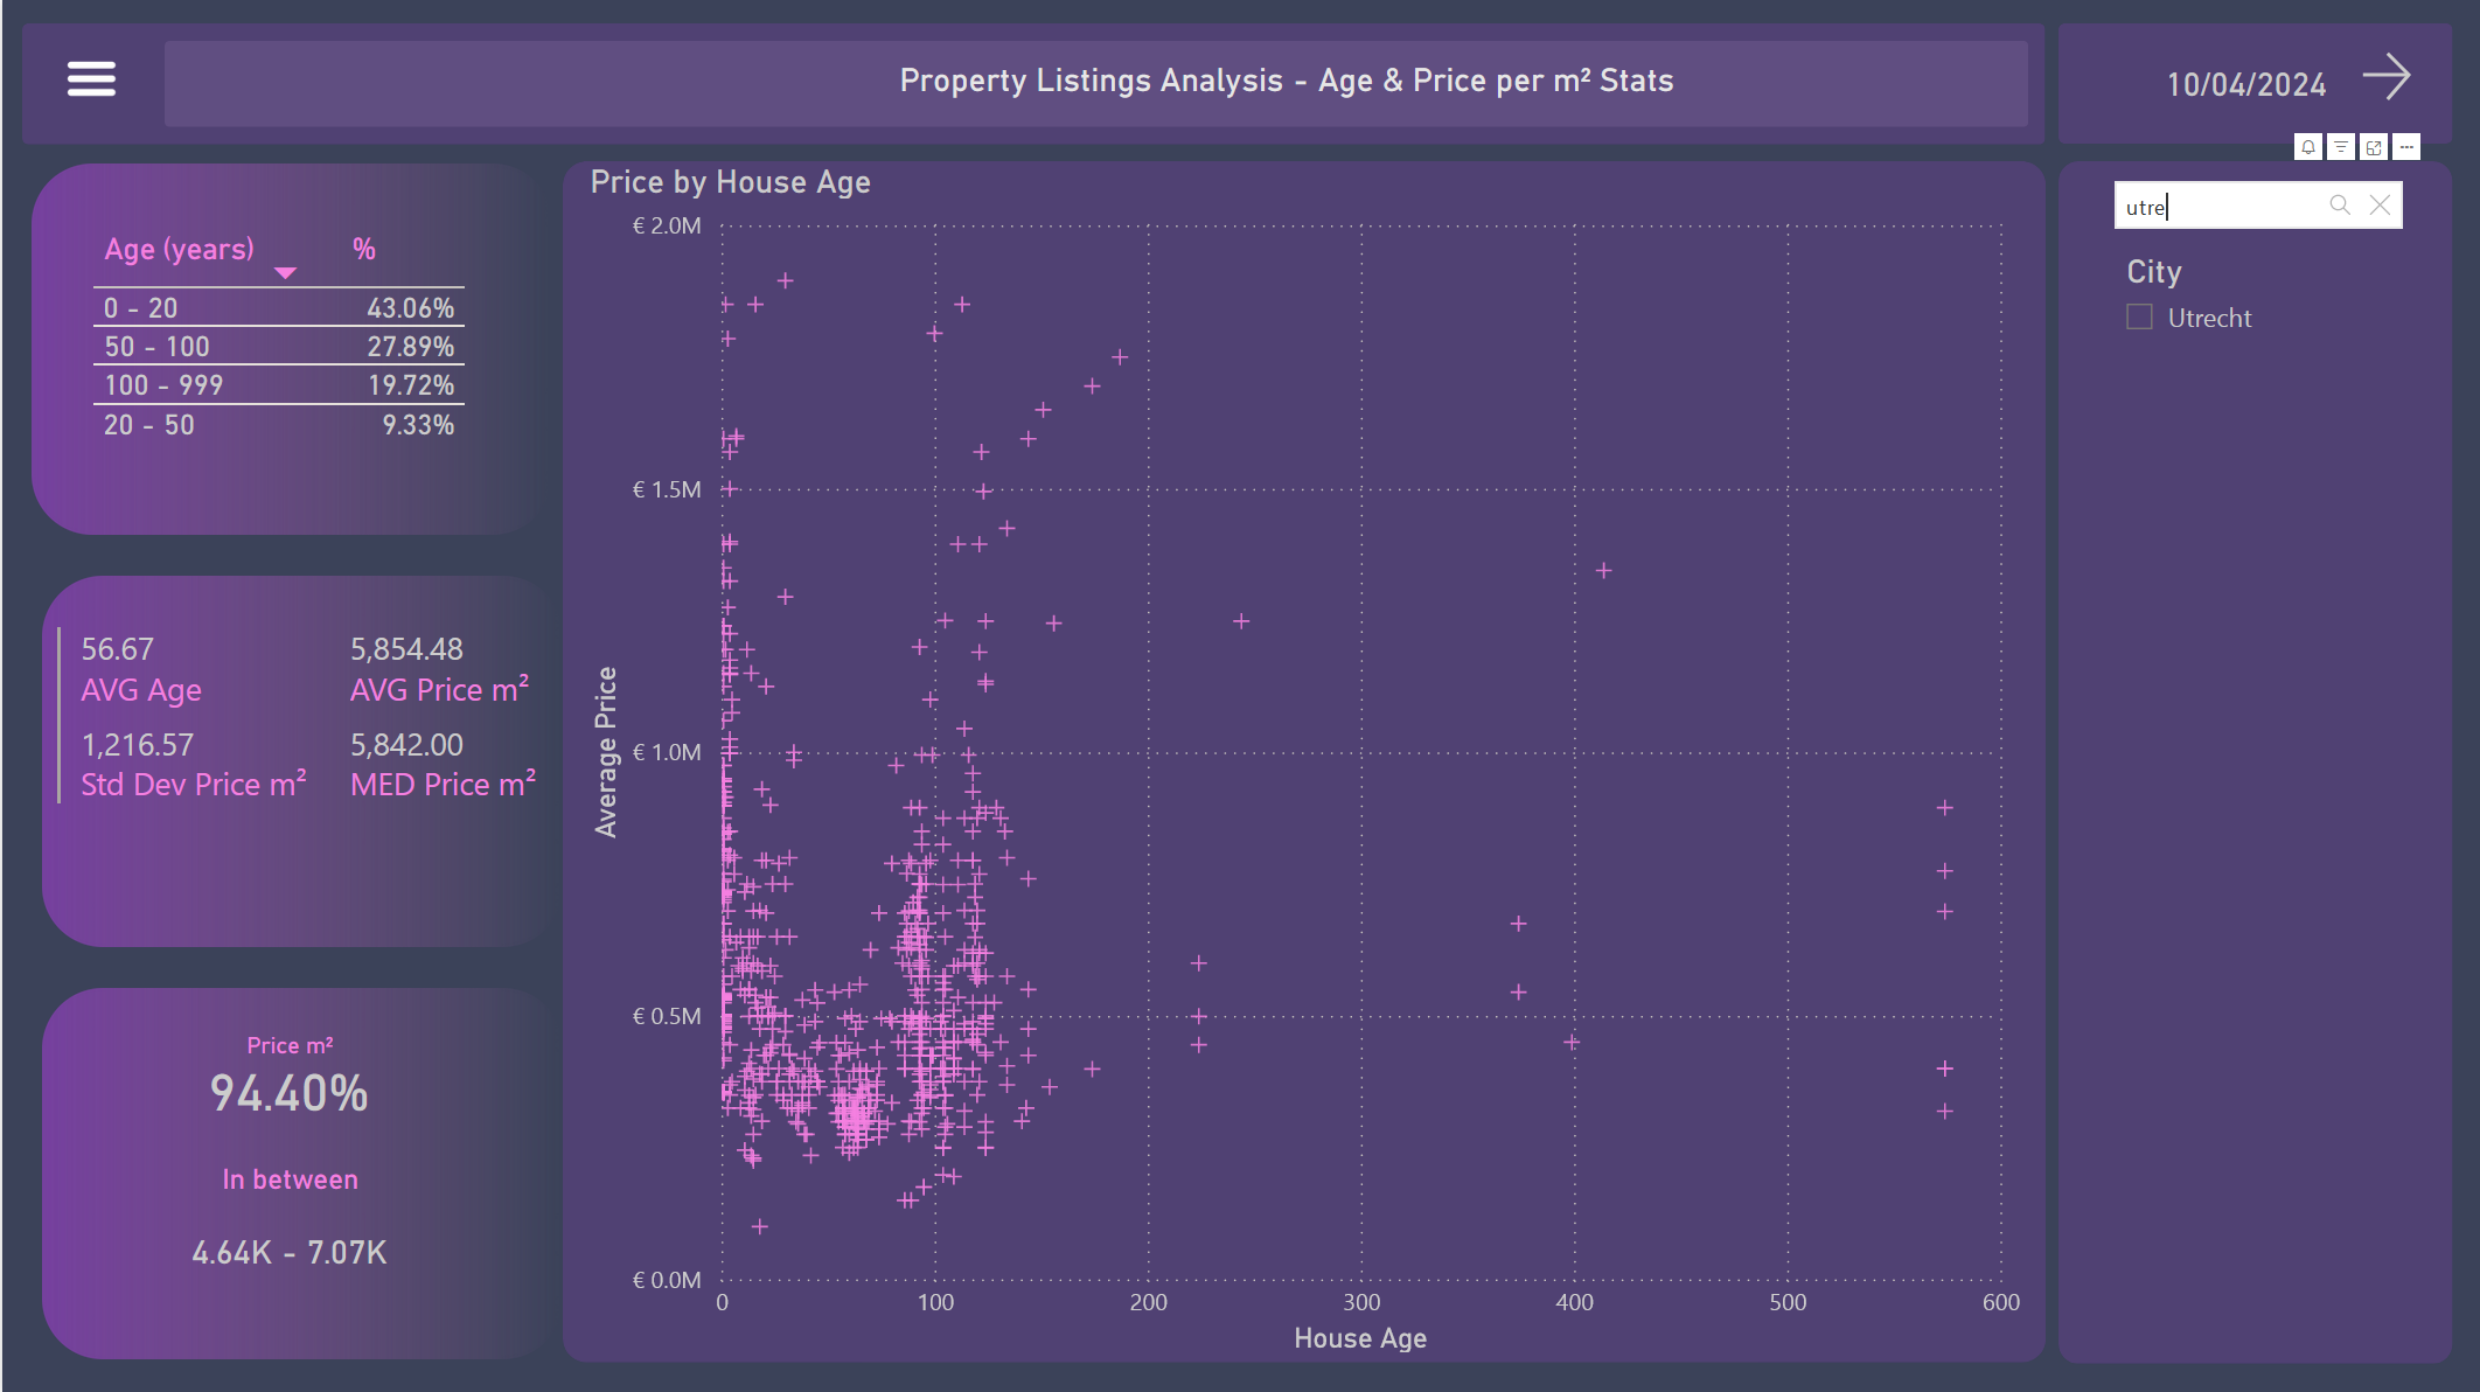 Property Listings Analysis - Age & Price per m² Stats
10/04/2024
Age (years) %
0 - 20 43.06%
50 - 100 27.89%
100 - 999 19.72%
20 - 50 9.33%
56.67 5,854.48
AVG Age AVG Price m²
1,216.57 5,842.00
Std Dev Price m² MED Price m²
Price m²
94.40%
In between
4.64K - 7.07K
Price by House Age
€ 2.0M
€ 1.5M
€ 1.0M
€ 0.5M
€ 0.0M
Average Price
0 100 200 300 400 500 600
House Age
utre
City
Utrecht